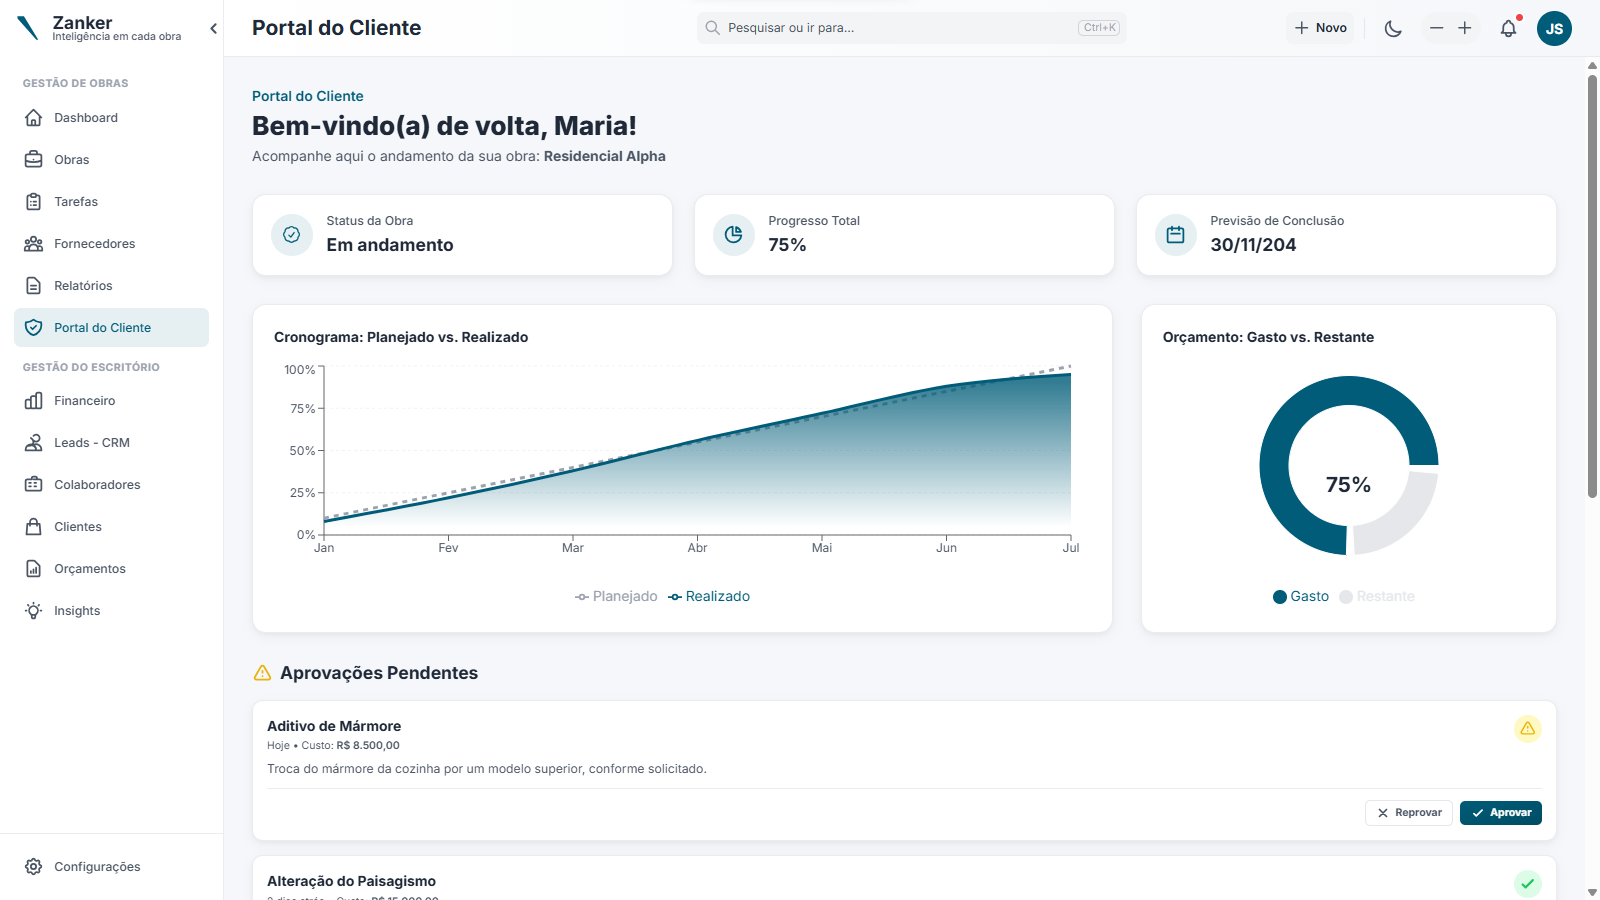 Zanker
Inteligência em cada obra
Portal do Cliente
Pesquisar ou ir para...
Ctrl+K
Novo
JS
GESTÃO DE OBRAS
Dashboard
Obras
Tarefas
Fornecedores
Relatórios
Portal do Cliente
GESTÃO DO ESCRITÓRIO
Financeiro
Leads - CRM
Colaboradores
Clientes
Orçamentos
Insights
Configurações
Portal do Cliente
Bem-vindo(a) de volta, Maria!
Acompanhe aqui o andamento da sua obra: Residencial Alpha
Status da Obra
Em andamento
Progresso Total
75%
Previsão de Conclusão
30/11/204
Cronograma: Planejado vs. Realizado
100%
75%
50%
25%
0%
Jan Fev Mar Abr Mai Jun Jul
Planejado Realizado
Orçamento: Gasto vs. Restante
75%
Gasto Restante
Aprovações Pendentes
Aditivo de Mármore
Hoje • Custo: R$ 8.500,00
Troca do mármore da cozinha por um modelo superior, conforme solicitado.
Reprovar
Aprovar
Alteração do Paisagismo